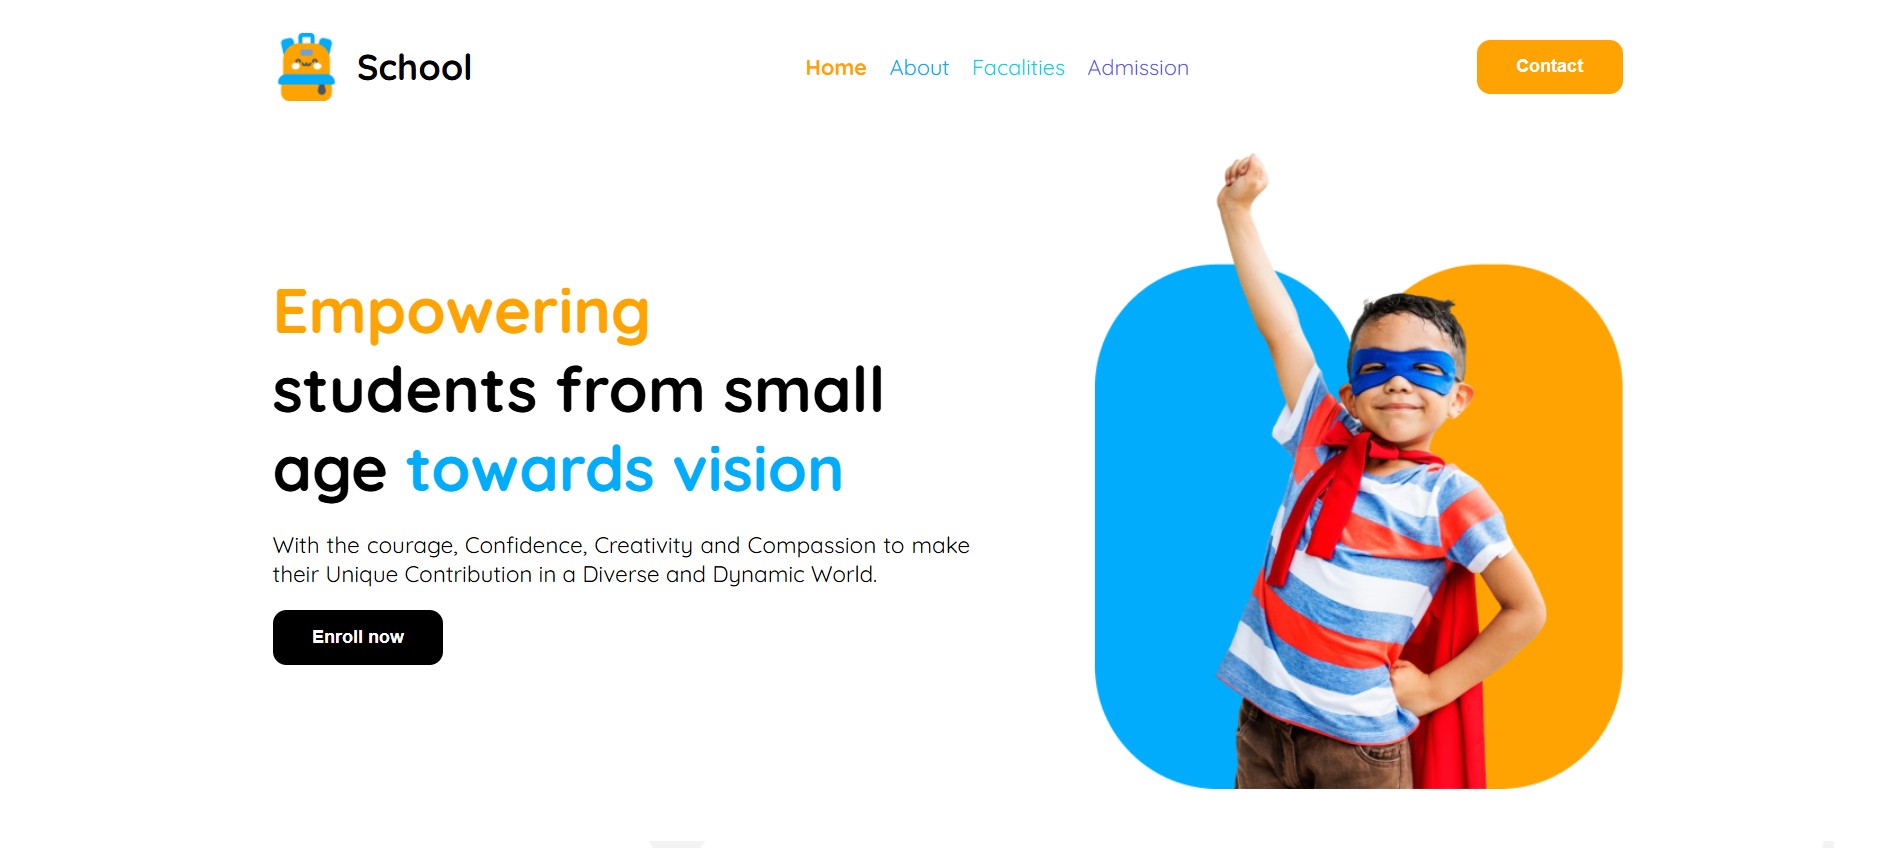 School
Home About Facalities Admission
Contact
Empowering
students from small
age towards vision
With the courage, Confidence, Creativity and Compassion to make
their Unique Contribution in a Diverse and Dynamic World.
Enroll now